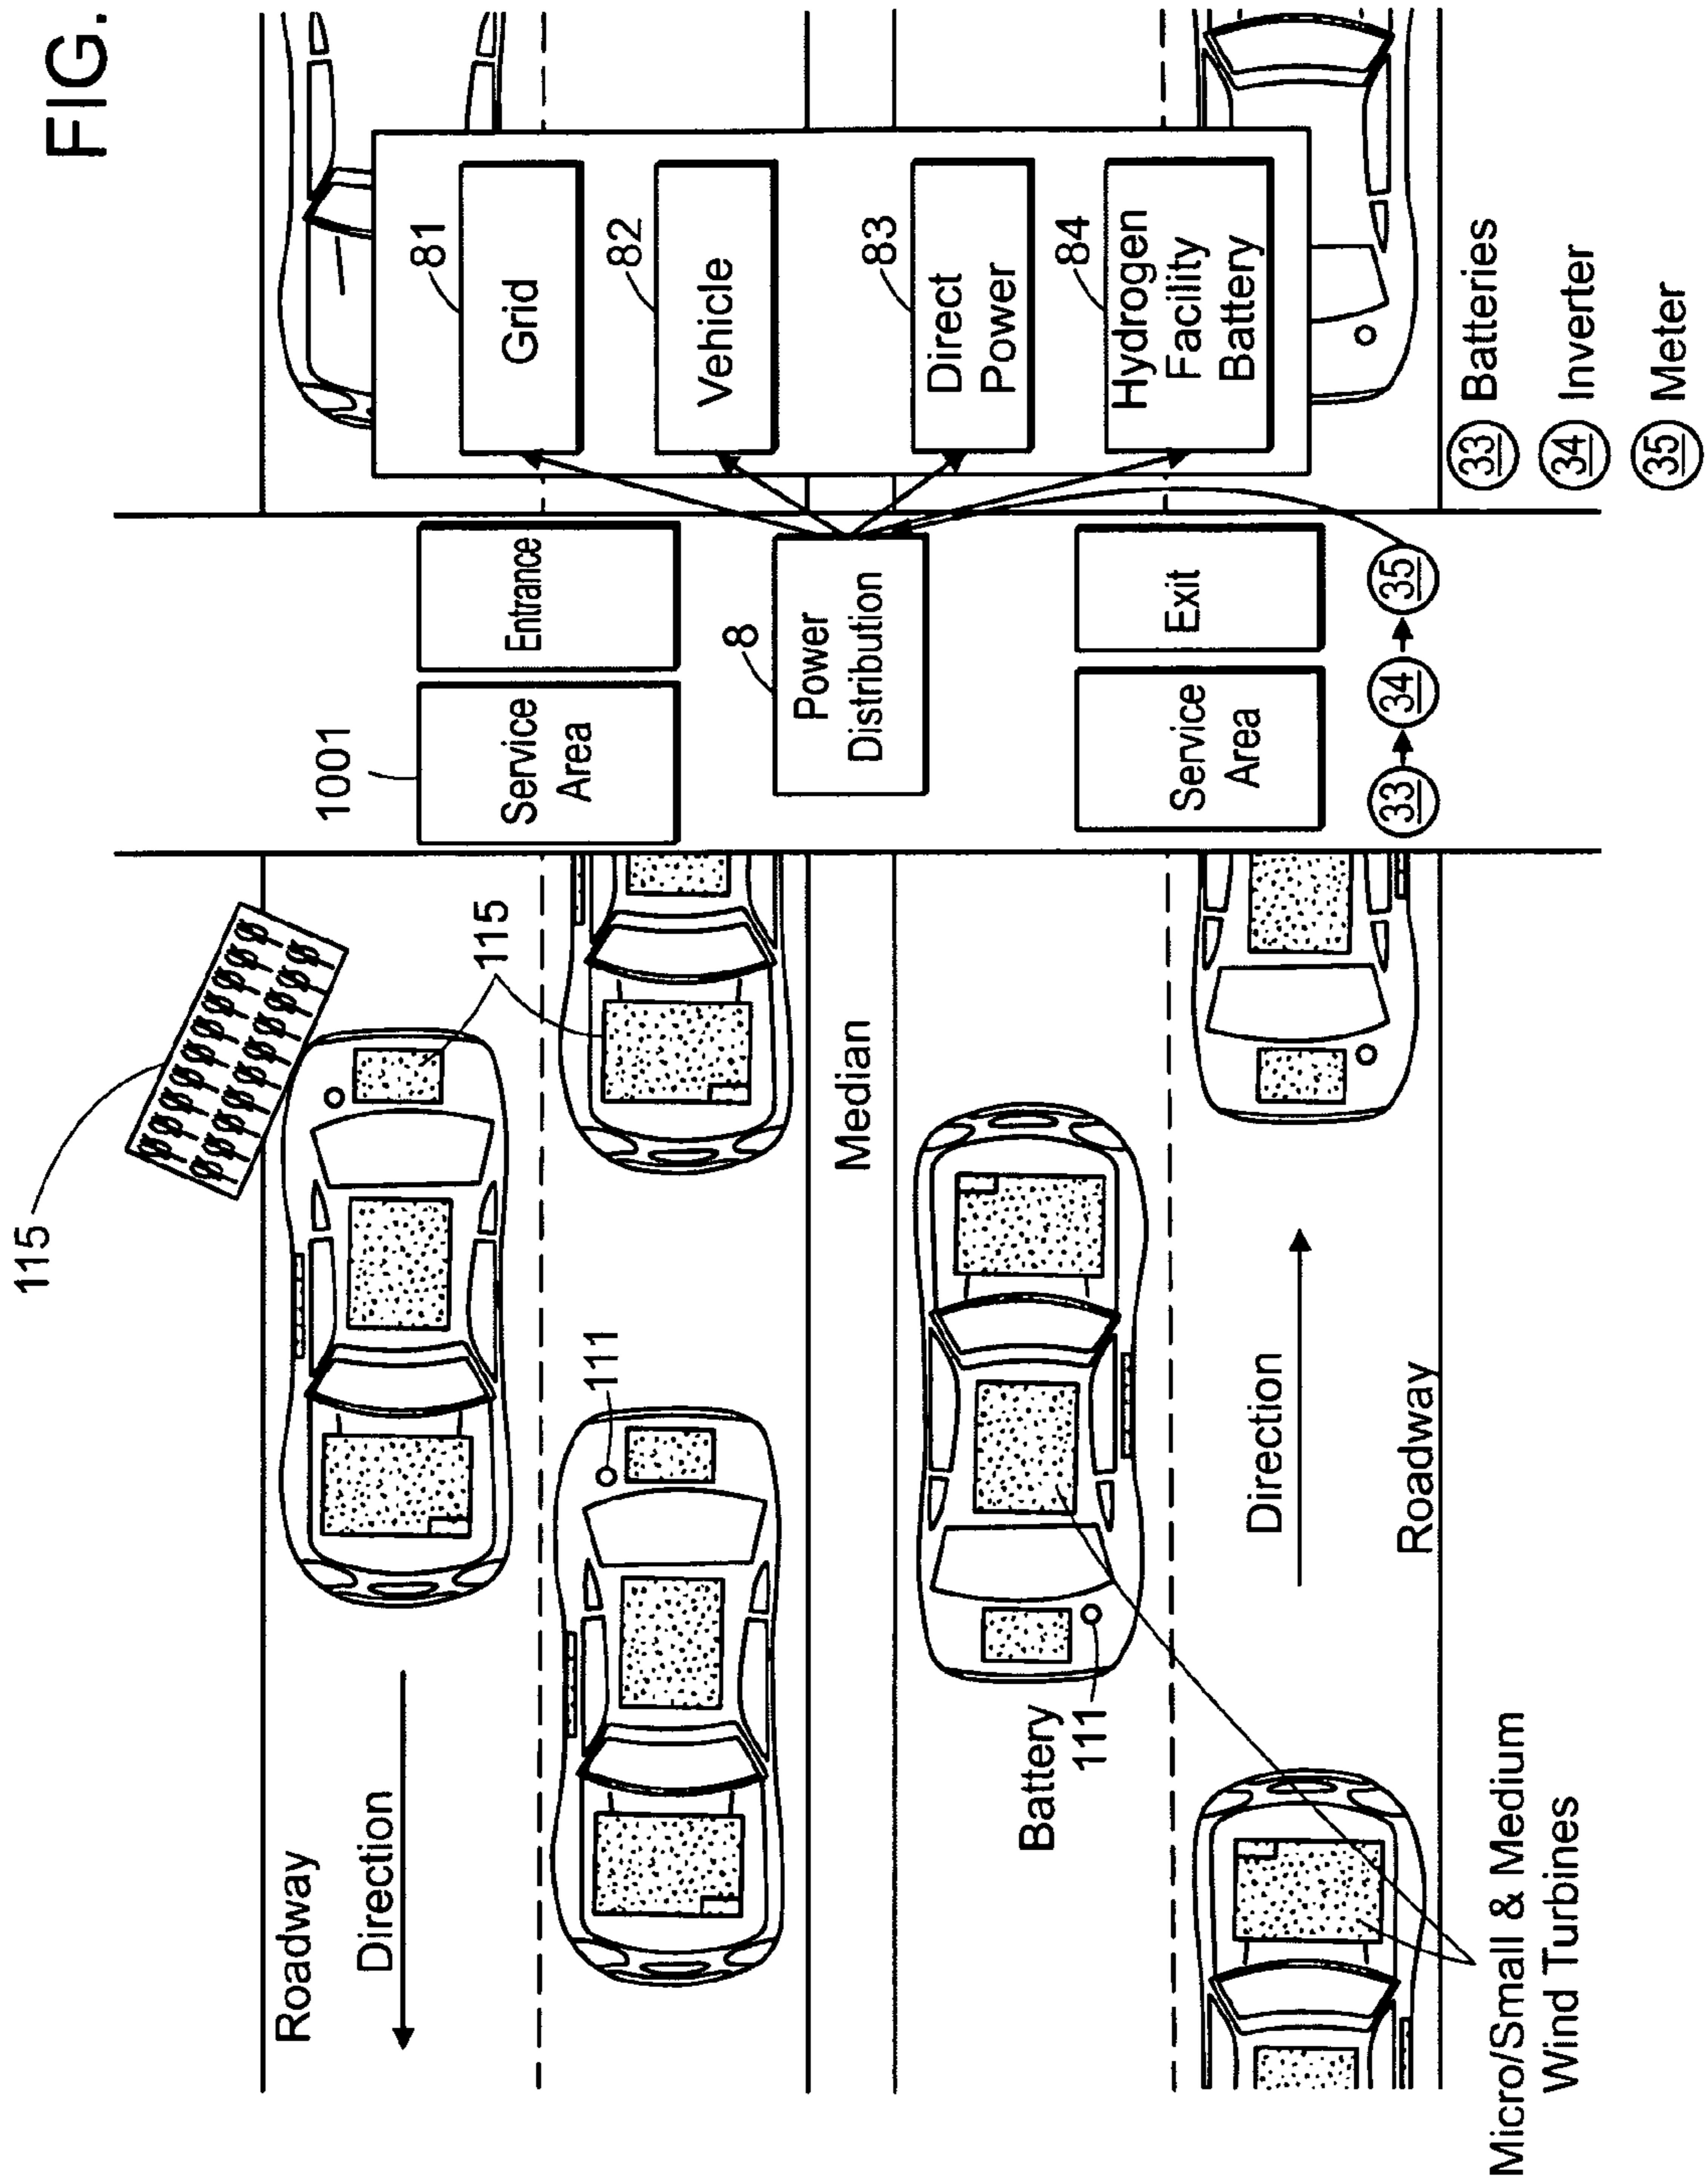 FIG.
115
1001
Service
Area
Entrance
81
Grid
Roadway
Direction
115
82
Vehicle
111
8
Power
Distribution
Median
83
Direct
Power
Battery
111
Service
Area
Exit
84
Hydrogen
Facility
Battery
Direction
Roadway
33
34
35
33 Batteries
34 Inverter
35 Meter
Micro/Small & Medium
Wind Turbines